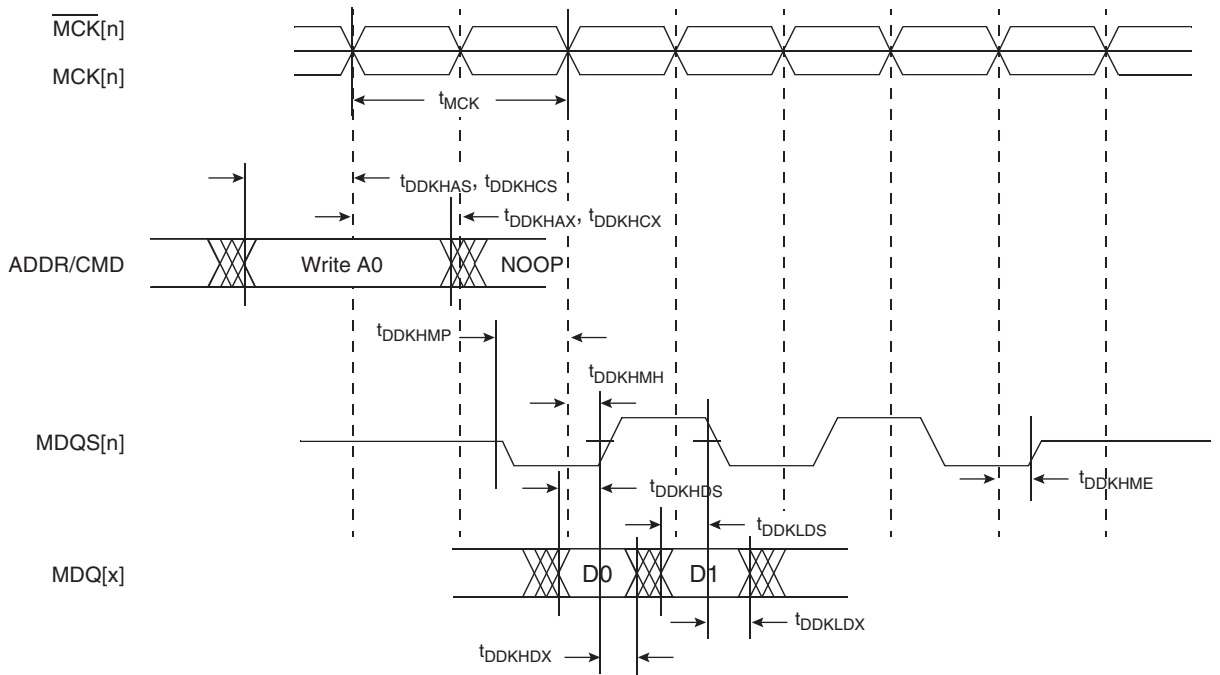 MCK[n]
MCK[n]
tMCK
tDDKHAS, tDDKHCS
tDDKHAX, tDDKHCX
ADDR/CMD
Write A0
NOOP
tDDKHMP
tDDKHMH
MDQS[n]
tDDKHDS
tDDKHME
tDDKLDS
MDQ[x]
D0
D1
tDDKLDX
tDDKHDX